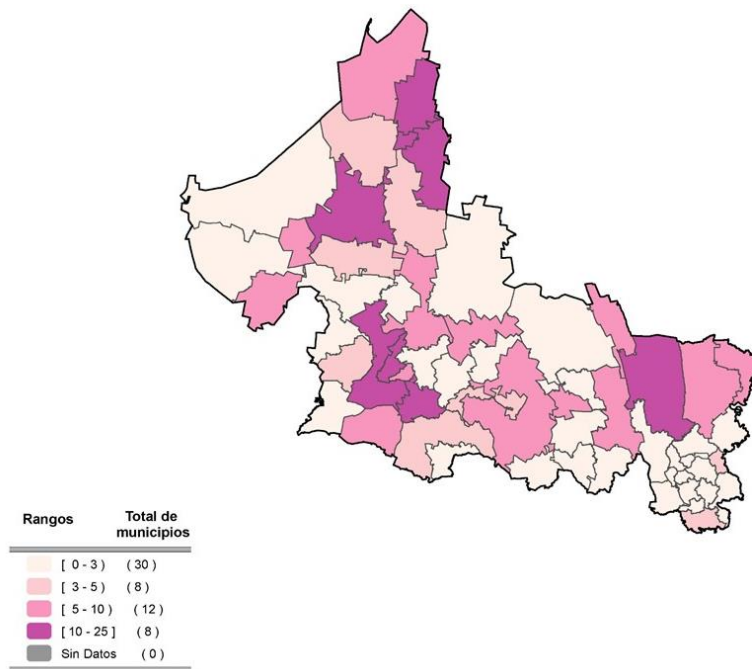 Rangos Total de municipios
[ 0 - 3 ) ( 30 )
[ 3 - 5 ) ( 8 )
[ 5 - 10 ) ( 12 )
[ 10 - 25 ] ( 8 )
Sin Datos ( 0 )